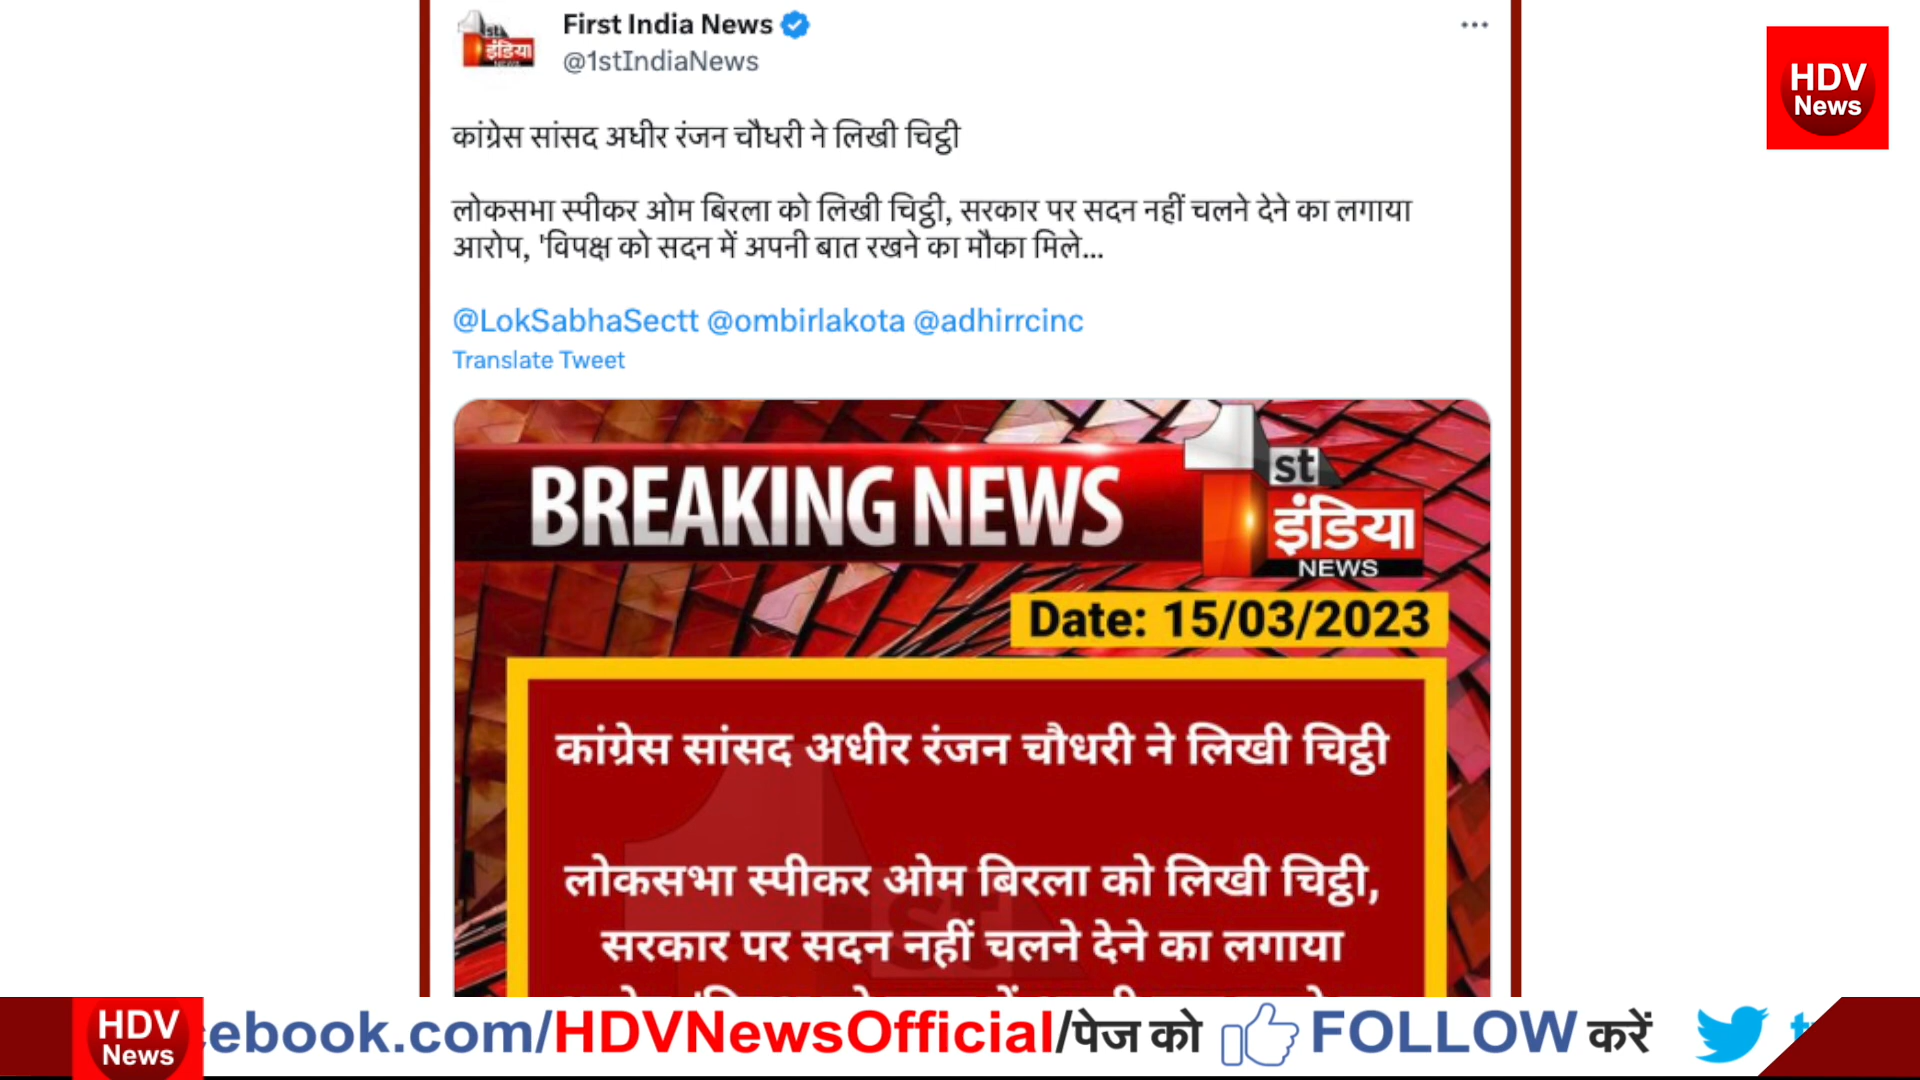 1st
इंडिया
First India News
@1stIndiaNews
HDV
News
कांग्रेस सांसद अधीर रंजन चौधरी ने लिखी चिट्ठी
लोकसभा स्पीकर ओम बिरला को लिखी चिट्ठी, सरकार पर सदन नहीं चलने देने का लगाया
आरोप, 'विपक्ष को सदन में अपनी बात रखने का मौका मिले...
@LokSabhaSectt @ombirlakota @adhirrcinc
Translate Tweet
BREAKING NEWS
1st
इंडिया
NEWS
Date: 15/03/2023
कांग्रेस सांसद अधीर रंजन चौधरी ने लिखी चिट्ठी
लोकसभा स्पीकर ओम बिरला को लिखी चिट्ठी,
सरकार पर सदन नहीं चलने देने का लगाया
HDV
News
cebook.com/HDVNewsOfficial/पेज को FOLLOW करें